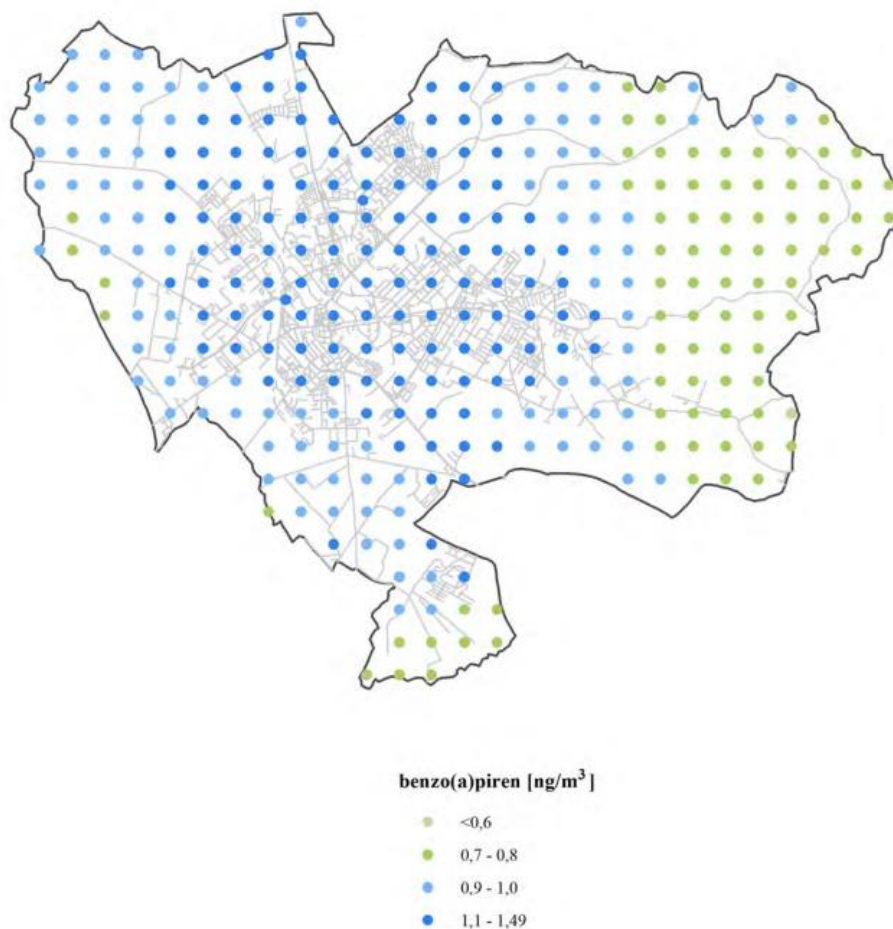 benzo(a)piren [ng/m³]
<0,6
0,7 - 0,8
0,9 - 1,0
1,1 - 1,49